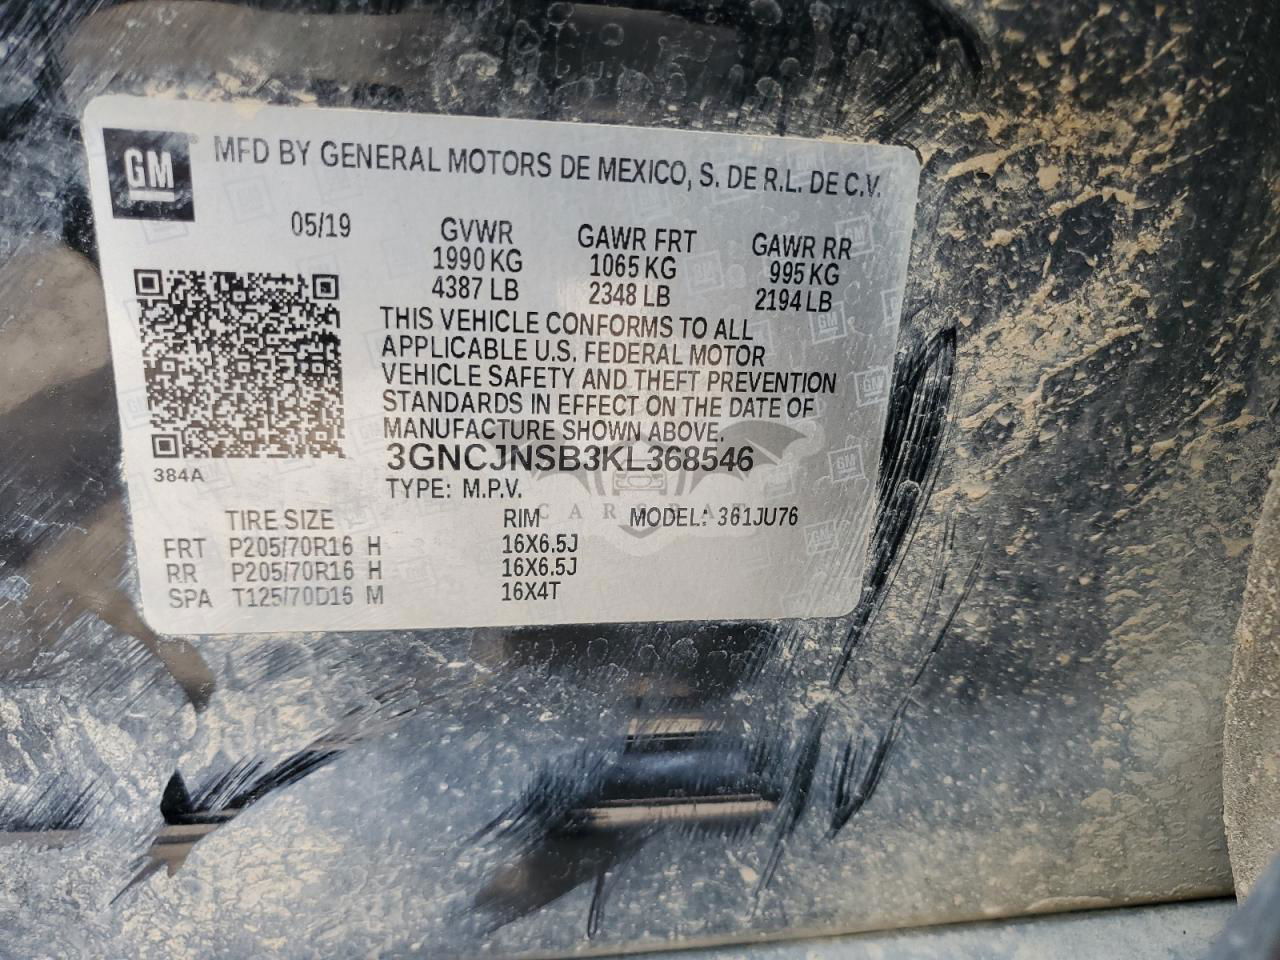 GM
MFD BY GENERAL MOTORS DE MEXICO, S. DE R.L. DE C.V.
05/19
GVWR GAWR FRT GAWR RR
1990 KG 1065 KG 995 KG
4387 LB 2348 LB 2194 LB
THIS VEHICLE CONFORMS TO ALL
APPLICABLE U.S. FEDERAL MOTOR
VEHICLE SAFETY AND THEFT PREVENTION
STANDARDS IN EFFECT ON THE DATE OF
MANUFACTURE SHOWN ABOVE.
3GNCJNSB3KL368546
384A
TYPE: M.P.V.
TIRE SIZE RIM MODEL: 361JU76
FRT P205/70R16 H 16X6.5J
RR P205/70R16 H 16X6.5J
SPA T125/70D16 M 16X4T